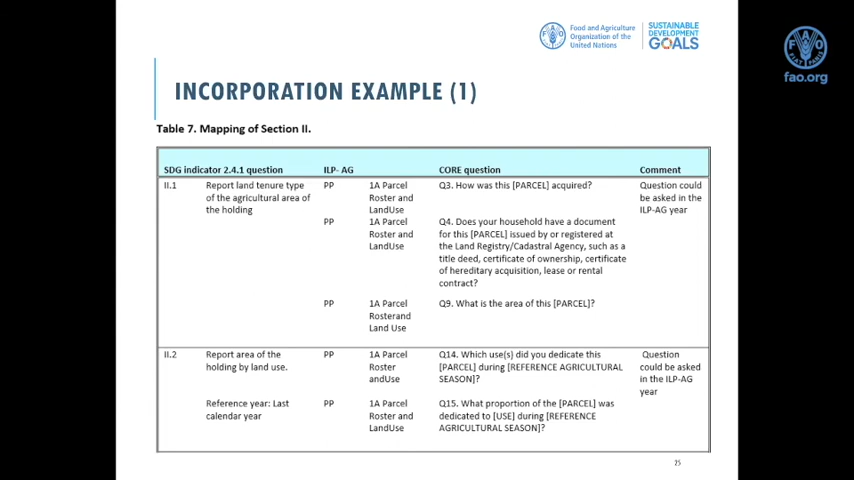 Food and Agriculture
Organization of the
United Nations
SUSTAINABLE
DEVELOPMENT
GOALS
FAO
FIAT PANIS
fao.org
INCORPORATION EXAMPLE (1)
Table 7. Mapping of Section II.
SDG indicator 2.4.1 question ILP- AG CORE question Comment
II.1 Report land tenure type PP 1A Parcel Q3. How was this [PARCEL] acquired? Question could
of the agricultural area of Roster and be asked in the
the holding LandUse ILP-AG year
PP 1A Parcel Q4. Does your household have a document
Roster and for this [PARCEL] issued by or registered at
LandUse the Land Registry/Cadastral Agency, such as a
title deed, certificate of ownership, certificate
of hereditary acquisition, lease or rental
contract?
PP 1A Parcel Q9. What is the area of this [PARCEL]?
Rosterand
Land Use
II.2 Report area of the PP 1A Parcel Q14. Which use(s) did you dedicate this Question
holding by land use. Roster [PARCEL] during [REFERENCE AGRICULTURAL could be asked
andUse SEASON]? in the ILP-AG
year
Reference year: Last PP 1A Parcel Q15. What proportion of the [PARCEL] was
calendar year Roster and dedicated to [USE] during [REFERENCE
LandUse AGRICULTURAL SEASON]?
25